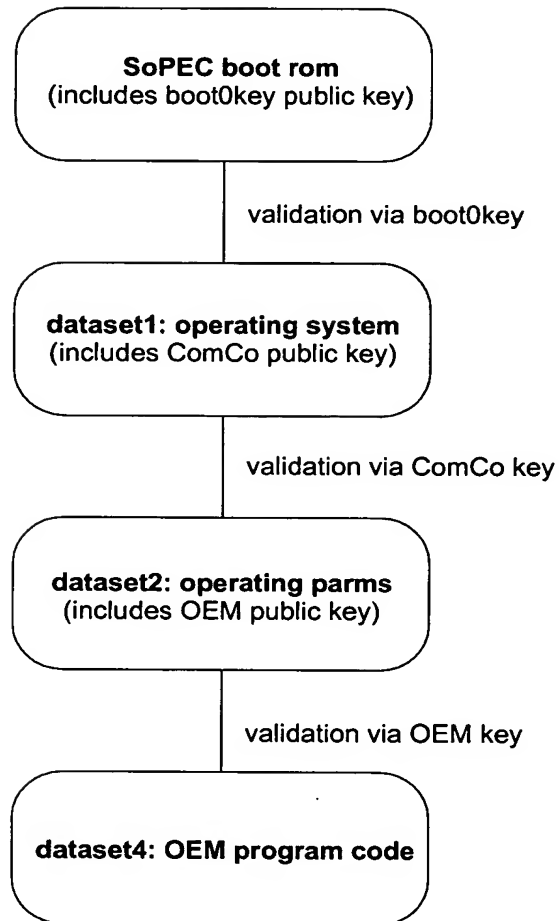 SoPEC boot rom
(includes boot0key public key)
validation via boot0key
dataset1: operating system
(includes ComCo public key)
validation via ComCo key
dataset2: operating parms
(includes OEM public key)
validation via OEM key
dataset4: OEM program code